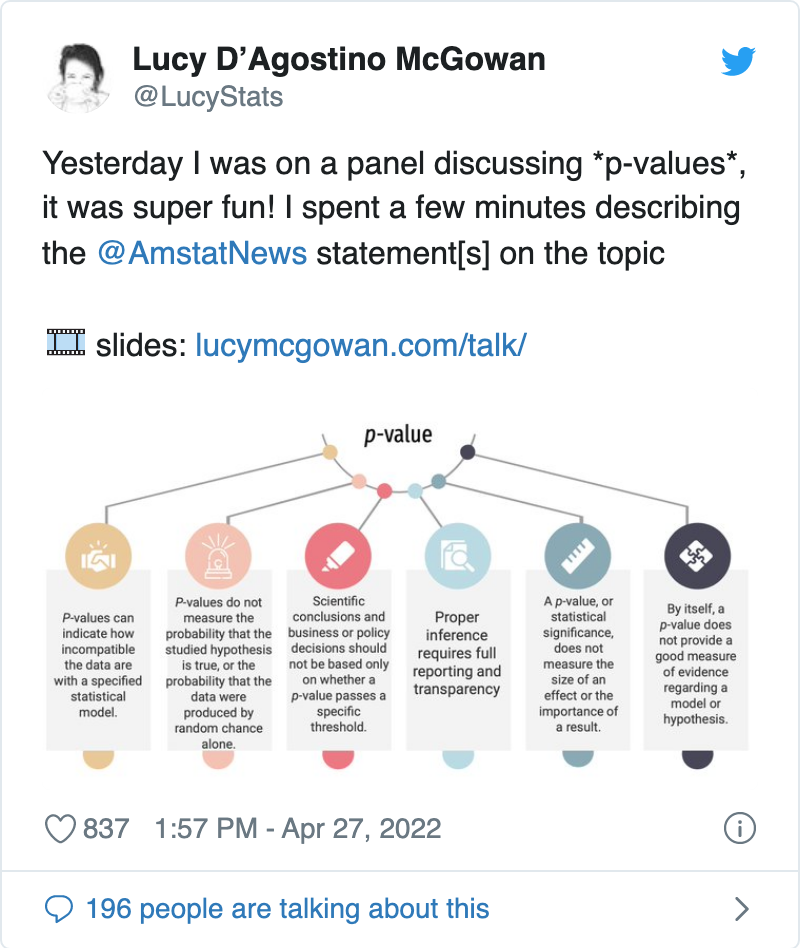 Lucy D’Agostino McGowan
@LucyStats
Yesterday I was on a panel discussing *p-values*,
it was super fun! I spent a few minutes describing
the @AmstatNews statement[s] on the topic
🎞️ slides: lucymcgowan.com/talk/
p-value
P-values can
indicate how
incompatible
the data are
with a specified
statistical
model.
P-values do not
measure the
probability that the
studied hypothesis
is true, or the
probability that the
data were
produced by
random chance
alone.
Scientific
conclusions and
business or policy
decisions should
not be based only
on whether a
p-value passes a
specific
threshold.
Proper
inference
requires full
reporting and
transparency
A p-value, or
statistical
significance,
does not
measure the
size of an
effect or the
importance of
a result.
By itself, a
p-value does
not provide a
good measure
of evidence
regarding a
model or
hypothesis.
837 1:57 PM - Apr 27, 2022
196 people are talking about this